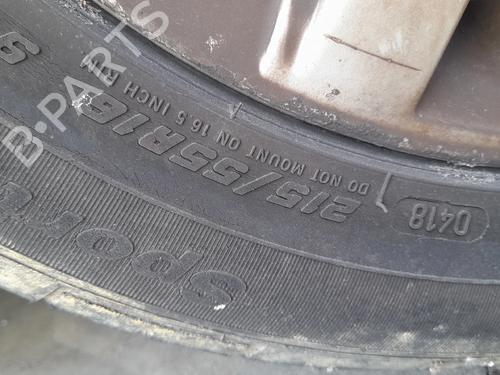 B-PARTS
215/55R16
DO NOT MOUNT ON 16.5 INCH RIM
0418
Sport